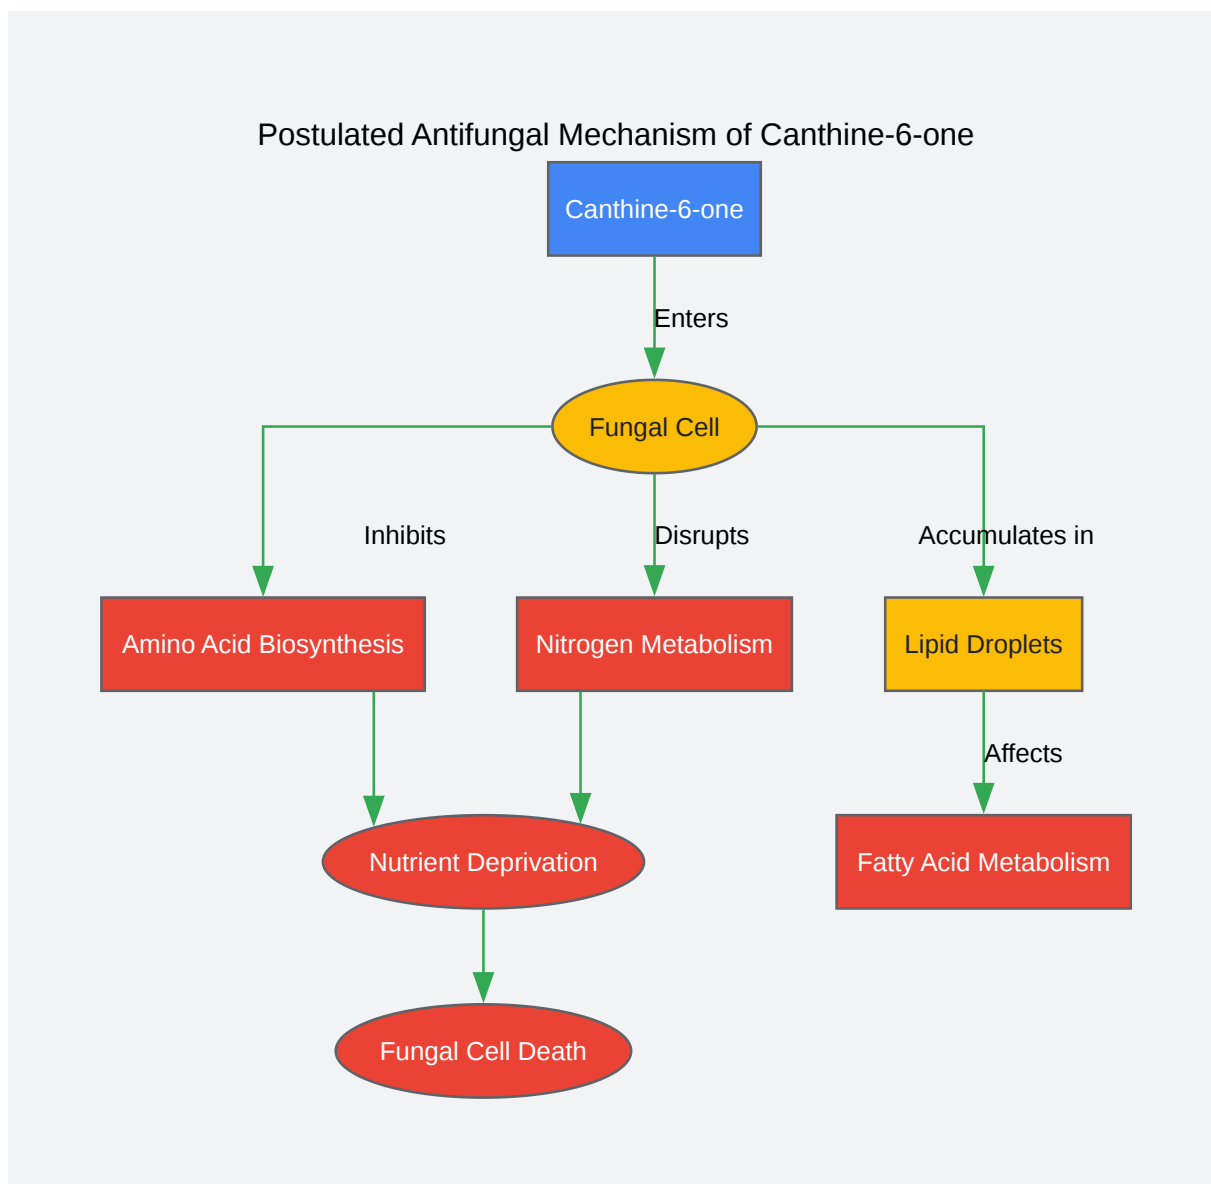 Postulated Antifungal Mechanism of Canthine-6-one
Canthine-6-one
Enters
Fungal Cell
Inhibits
Disrupts
Accumulates in
Amino Acid Biosynthesis
Nitrogen Metabolism
Lipid Droplets
Affects
Nutrient Deprivation
Fatty Acid Metabolism
Fungal Cell Death